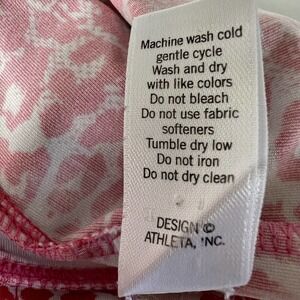 Machine wash cold
gentle cycle
Wash and dry
with like colors
Do not bleach
Do not use fabric
softeners
Tumble dry low
Do not iron
Do not dry clean
DESIGN ©
ATHLETA, INC.